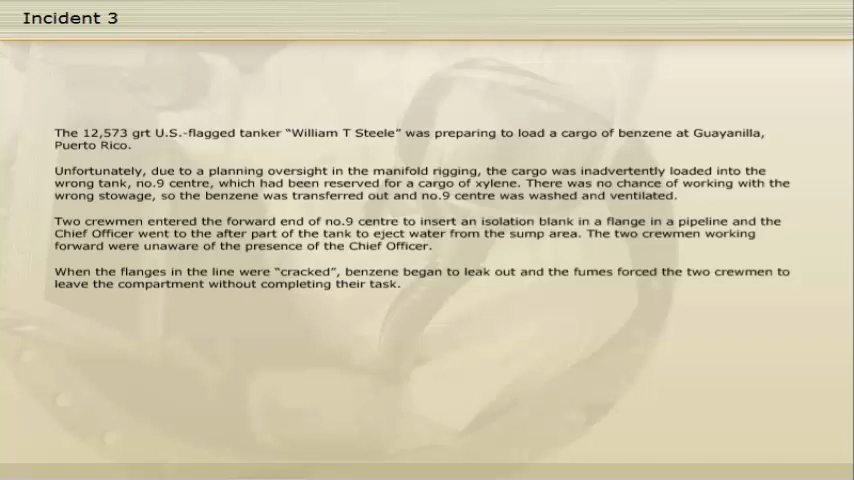 Incident 3
The 12,573 grt U.S.-flagged tanker “William T Steele” was preparing to load a cargo of benzene at Guayanilla,
Puerto Rico.
Unfortunately, due to a planning oversight in the manifold rigging, the cargo was inadvertently loaded into the
wrong tank, no.9 centre, which had been reserved for a cargo of xylene. There was no chance of working with the
wrong stowage, so the benzene was transferred out and no.9 centre was washed and ventilated.
Two crewmen entered the forward end of no.9 centre to insert an isolation blank in a flange in a pipeline and the
Chief Officer went to the after part of the tank to eject water from the sump area. The two crewmen working
forward were unaware of the presence of the Chief Officer.
When the flanges in the line were “cracked”, benzene began to leak out and the fumes forced the two crewmen to
leave the compartment without completing their task.